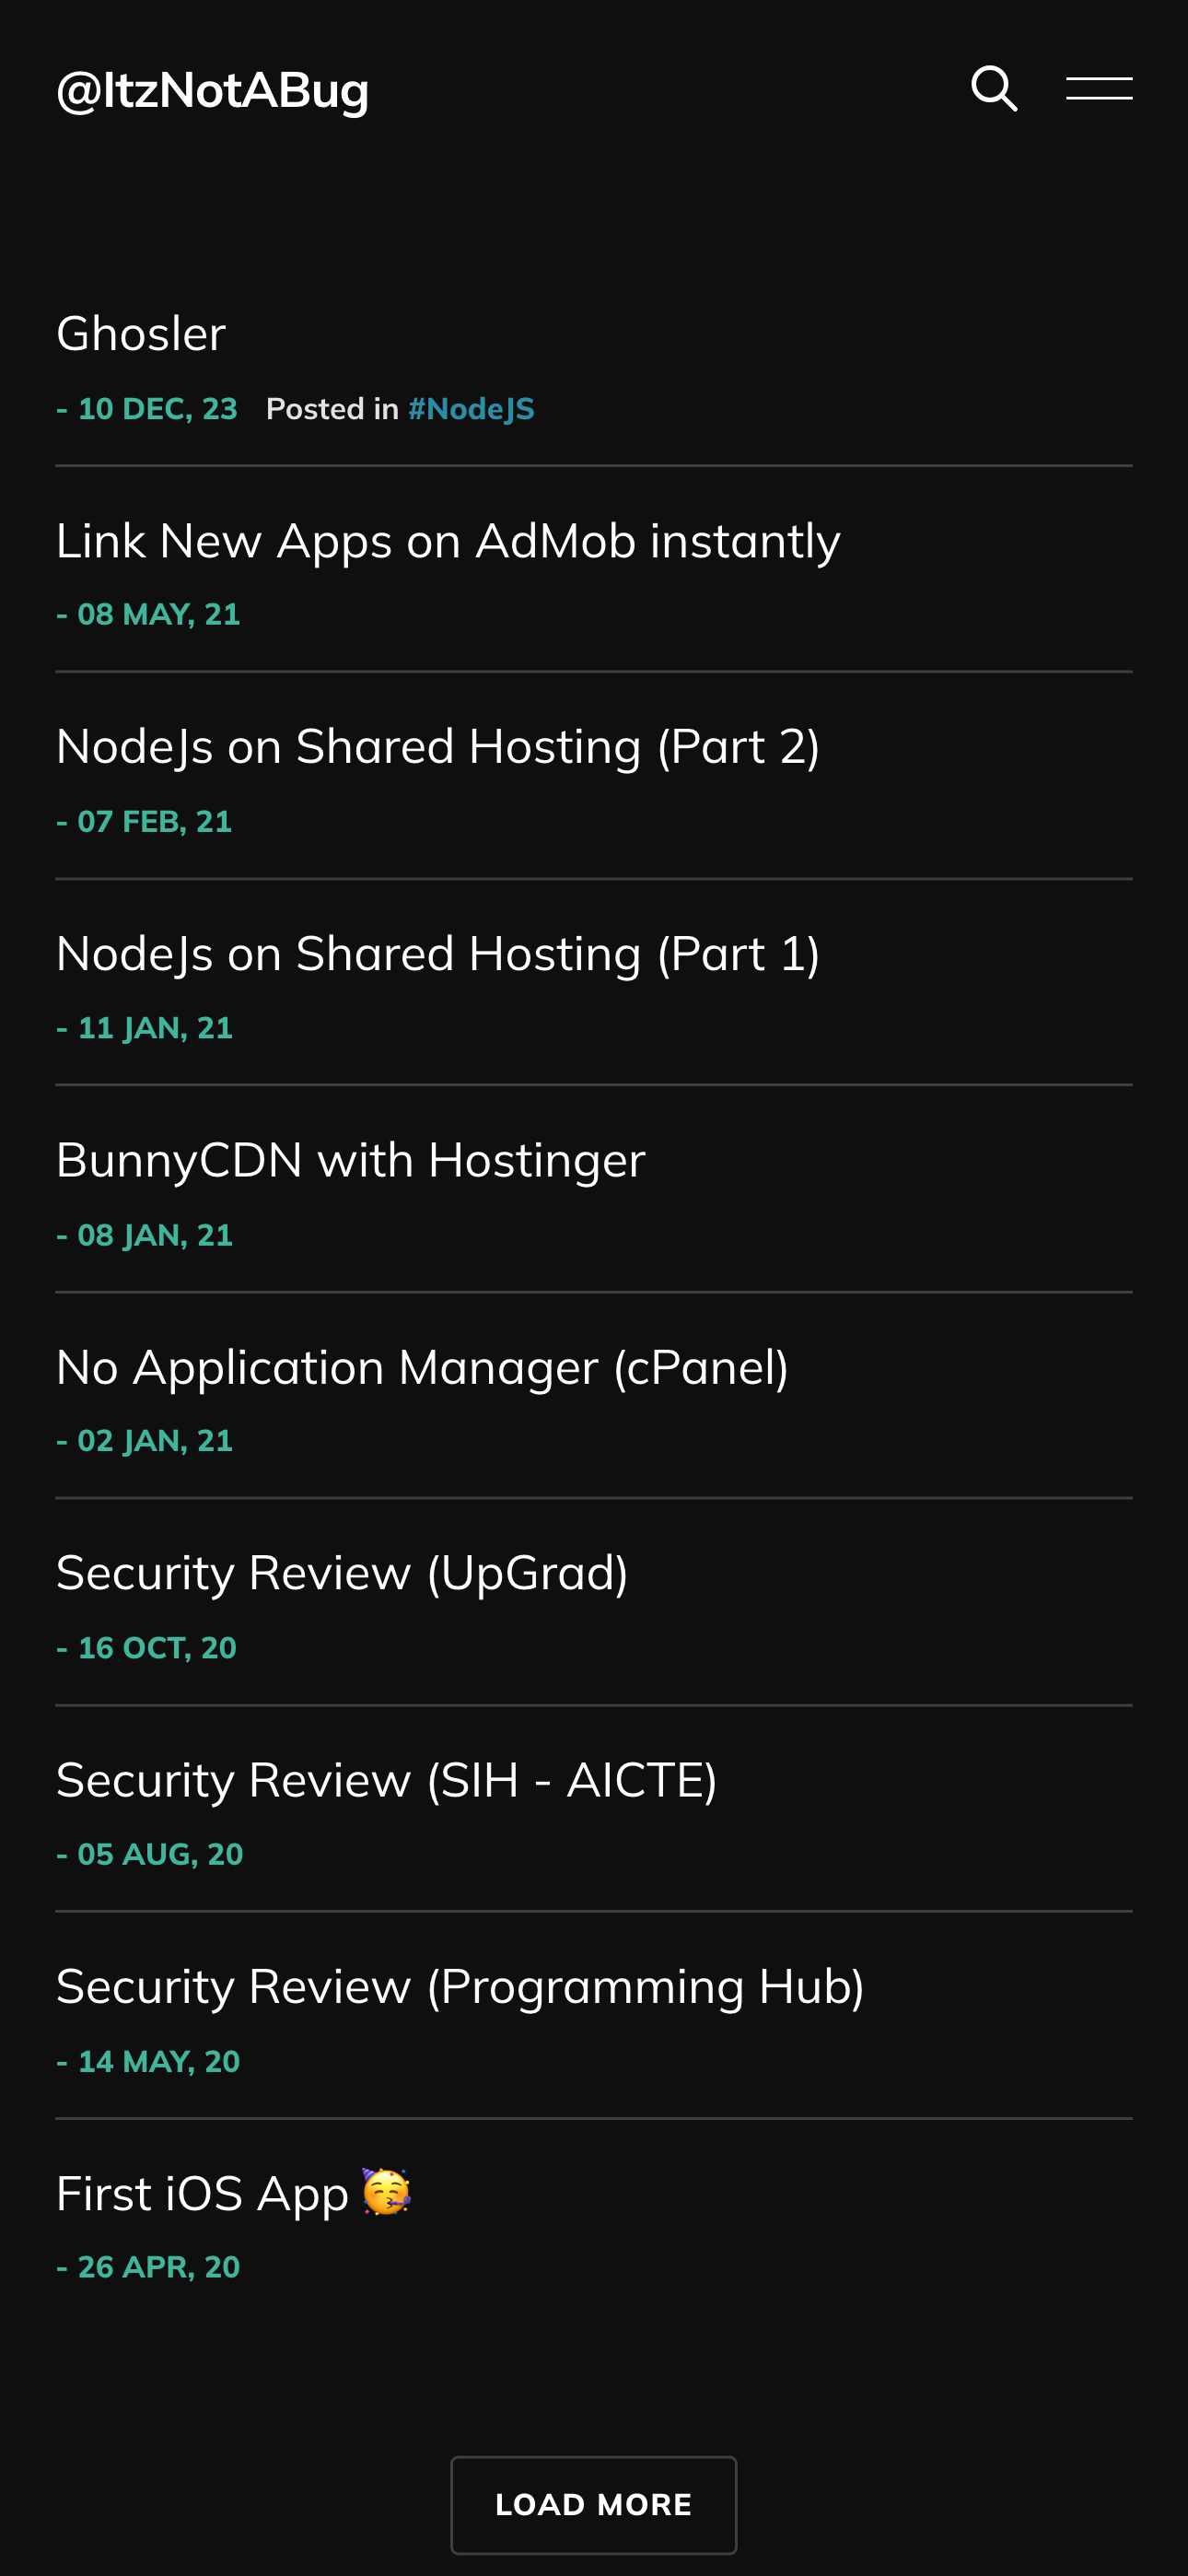 @ItzNotABug
Ghosler
- 10 DEC, 23 Posted in #NodeJS
Link New Apps on AdMob instantly
- 08 MAY, 21
NodeJs on Shared Hosting (Part 2)
- 07 FEB, 21
NodeJs on Shared Hosting (Part 1)
- 11 JAN, 21
BunnyCDN with Hostinger
- 08 JAN, 21
No Application Manager (cPanel)
- 02 JAN, 21
Security Review (UpGrad)
- 16 OCT, 20
Security Review (SIH - AICTE)
- 05 AUG, 20
Security Review (Programming Hub)
- 14 MAY, 20
First iOS App 🥳
- 26 APR, 20
LOAD MORE